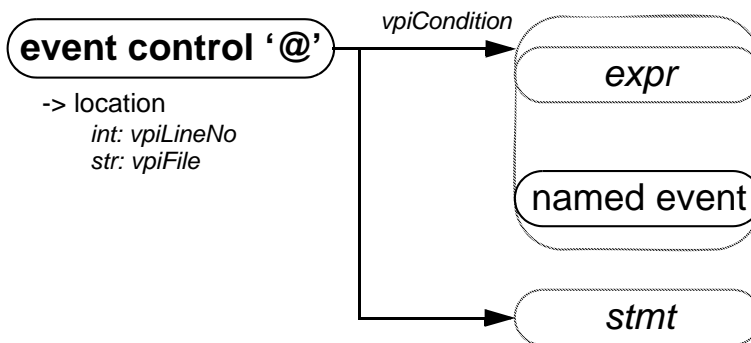 vpiCondition
event control ‘@’
expr
-> location
int: vpiLineNo
str: vpiFile
named event
stmt